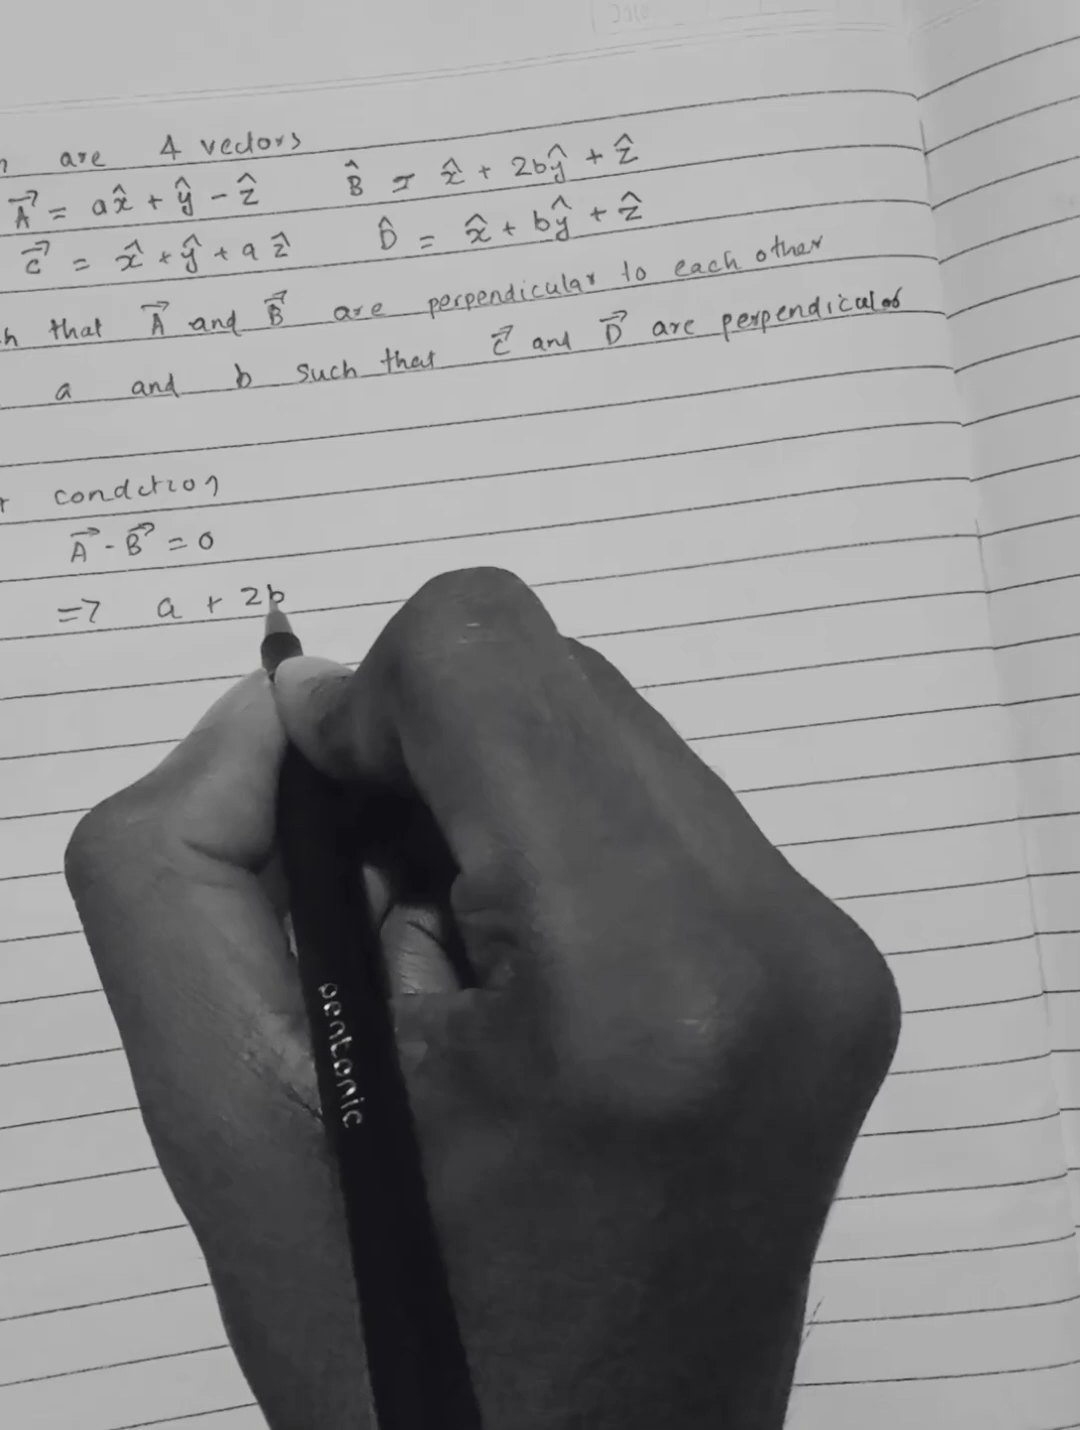 are 4 vectors
A⃗ = ax̂ + ŷ - ẑ B̂ = x̂ + 2bŷ + ẑ
c⃗ = x̂ + ŷ + a ẑ D̂ = x̂ + bŷ + ẑ
that A⃗ and B⃗ are perpendicular to each other
a and b such that c⃗ and D⃗ are perpendicular
condition
A⃗ - B⃗ = 0
=> a + 2b
pentonic